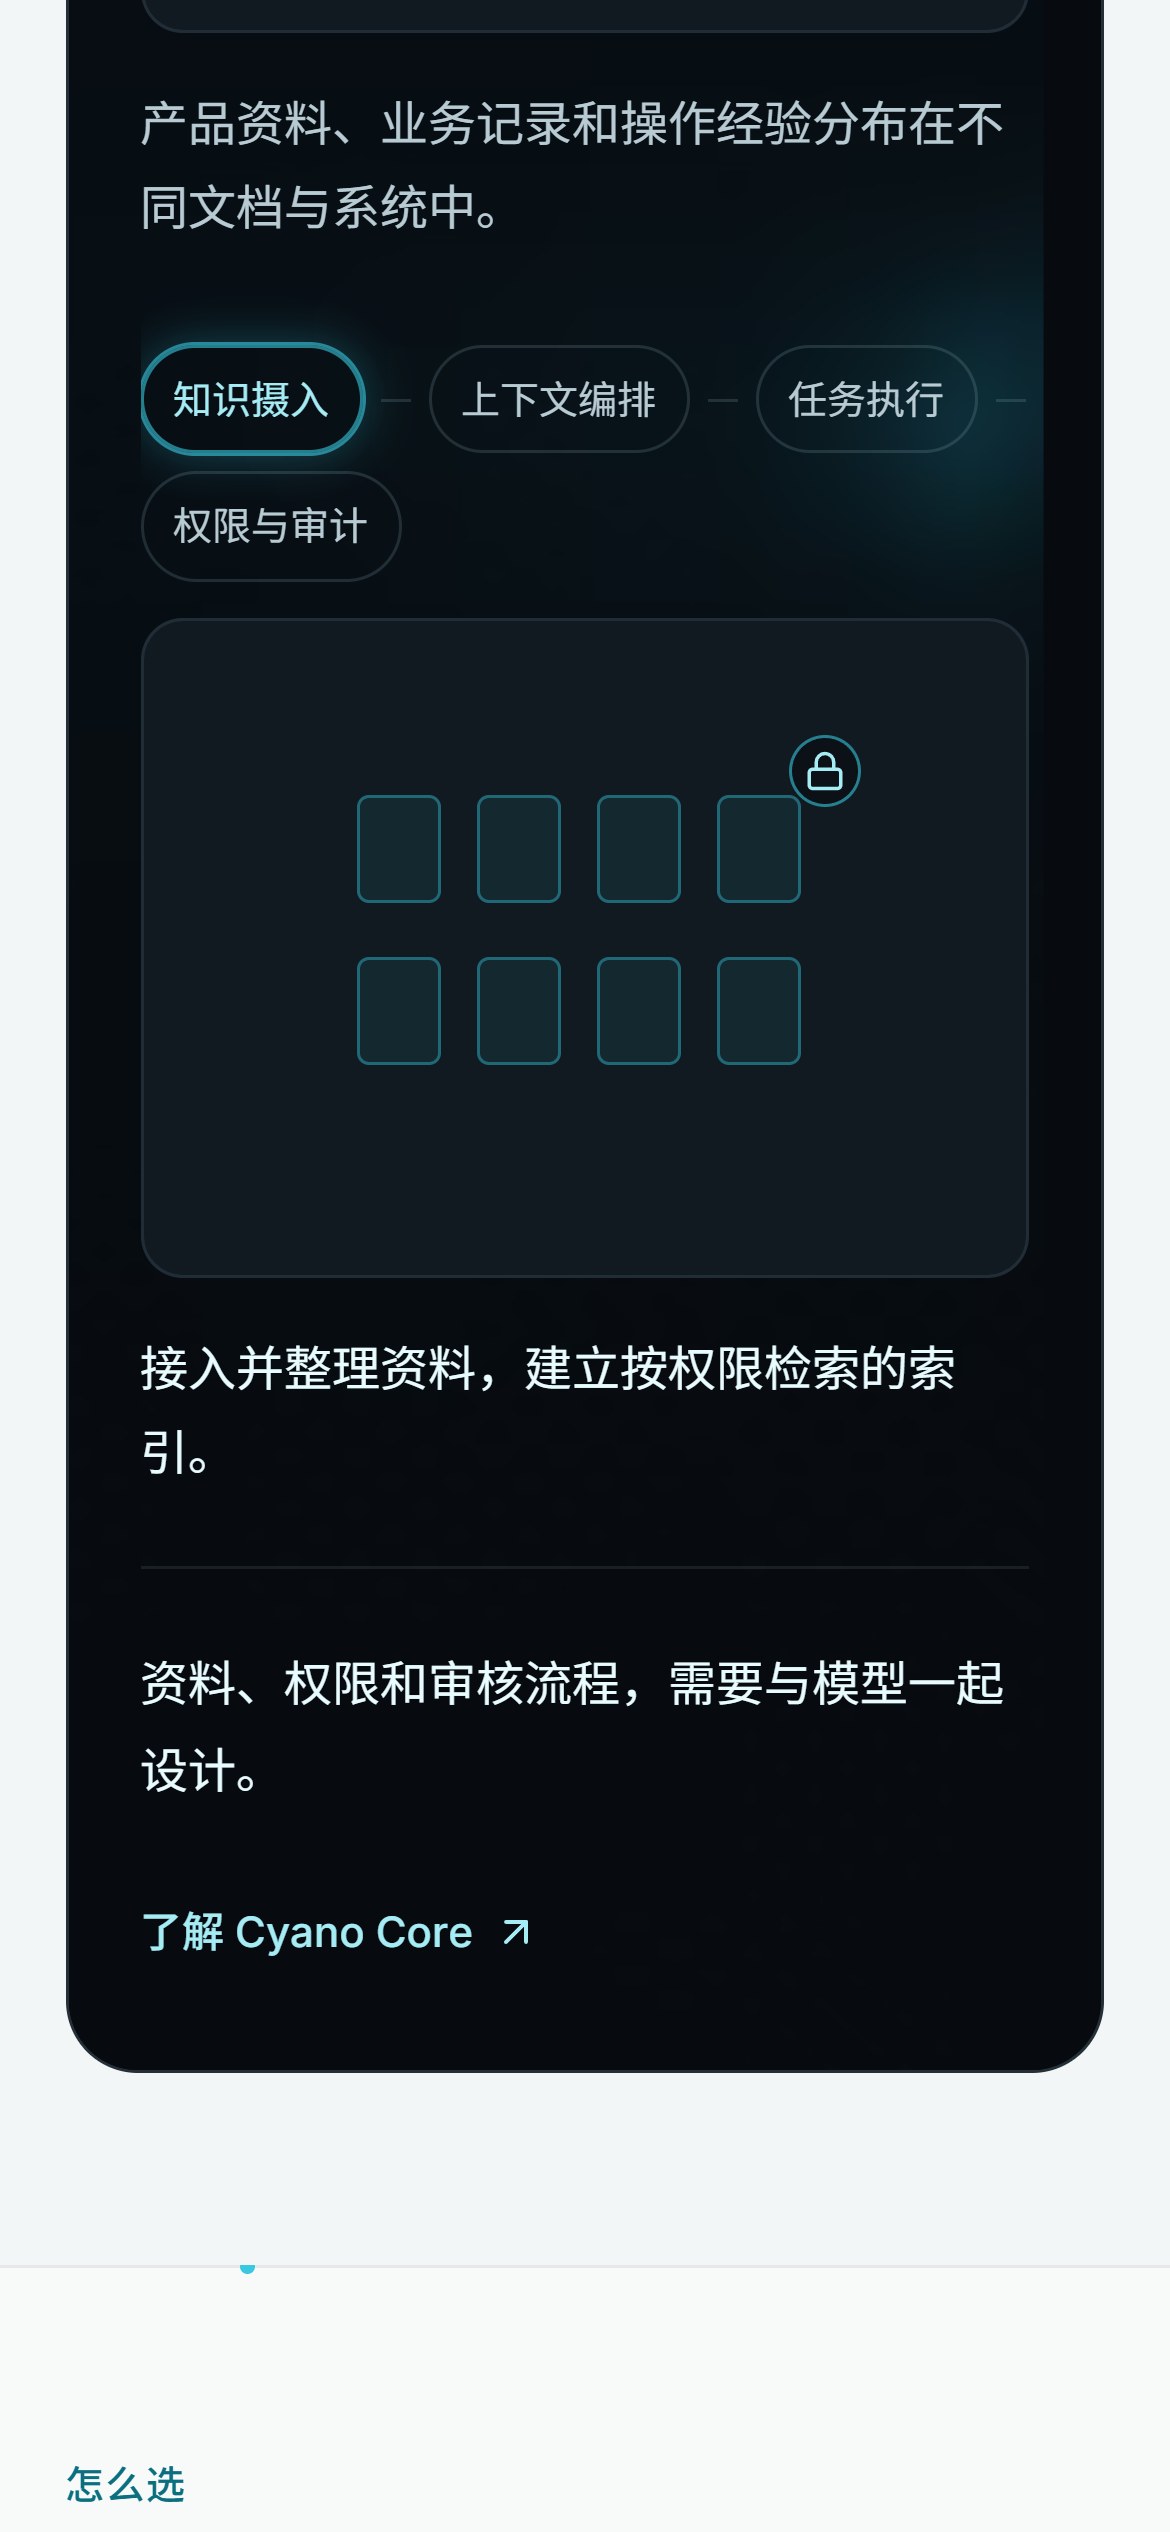 产品资料、业务记录和操作经验分布在不
同文档与系统中。
知识摄入
上下文编排
任务执行
权限与审计
接入并整理资料，建立按权限检索的索
引。
资料、权限和审核流程，需要与模型一起
设计。
了解 Cyano Core
怎么选